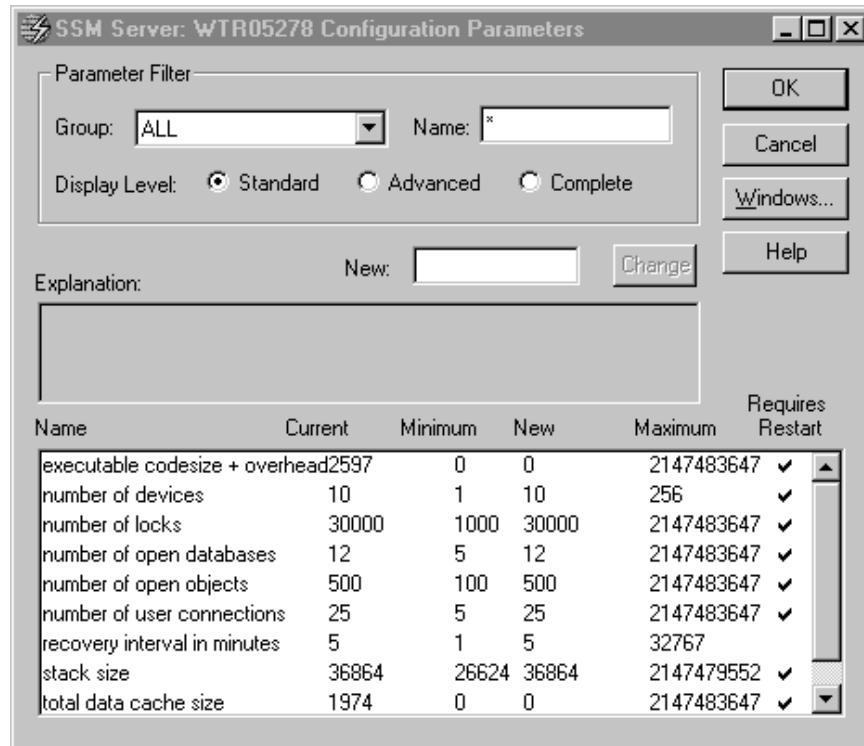 SSM Server: WTR05278 Configuration Parameters
Parameter Filter
Group: ALL Name: *
Display Level: Standard Advanced Complete
OK
Cancel
Windows...
Help
New: Change
Explanation:
Name Current Minimum New Maximum Requires Restart
executable codesize + overhead2597 0 0 2147483647 ✓
number of devices 10 1 10 256 ✓
number of locks 30000 1000 30000 2147483647 ✓
number of open databases 12 5 12 2147483647 ✓
number of open objects 500 100 500 2147483647 ✓
number of user connections 25 5 25 2147483647 ✓
recovery interval in minutes 5 1 5 32767
stack size 36864 26624 36864 2147479552 ✓
total data cache size 1974 0 0 2147483647 ✓